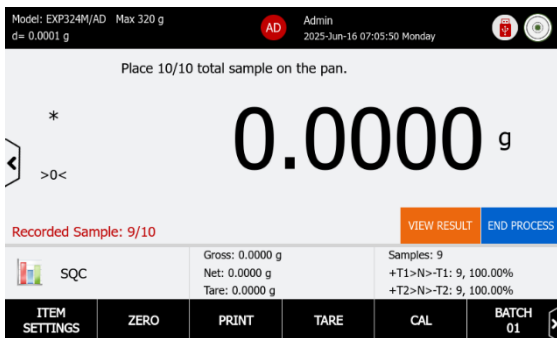 Model: EXP324M/AD Max 320 g
d= 0.0001 g
AD
Admin
2025-Jun-16 07:05:50 Monday
Place 10/10 total sample on the pan.
*
>0<
0.0000 g
Recorded Sample: 9/10
VIEW RESULT
END PROCESS
SQC
Gross: 0.0000 g
Net: 0.0000 g
Tare: 0.0000 g
Samples: 9
+T1>N>-T1: 9, 100.00%
+T2>N>-T2: 9, 100.00%
ITEM
SETTINGS
ZERO
PRINT
TARE
CAL
BATCH
01